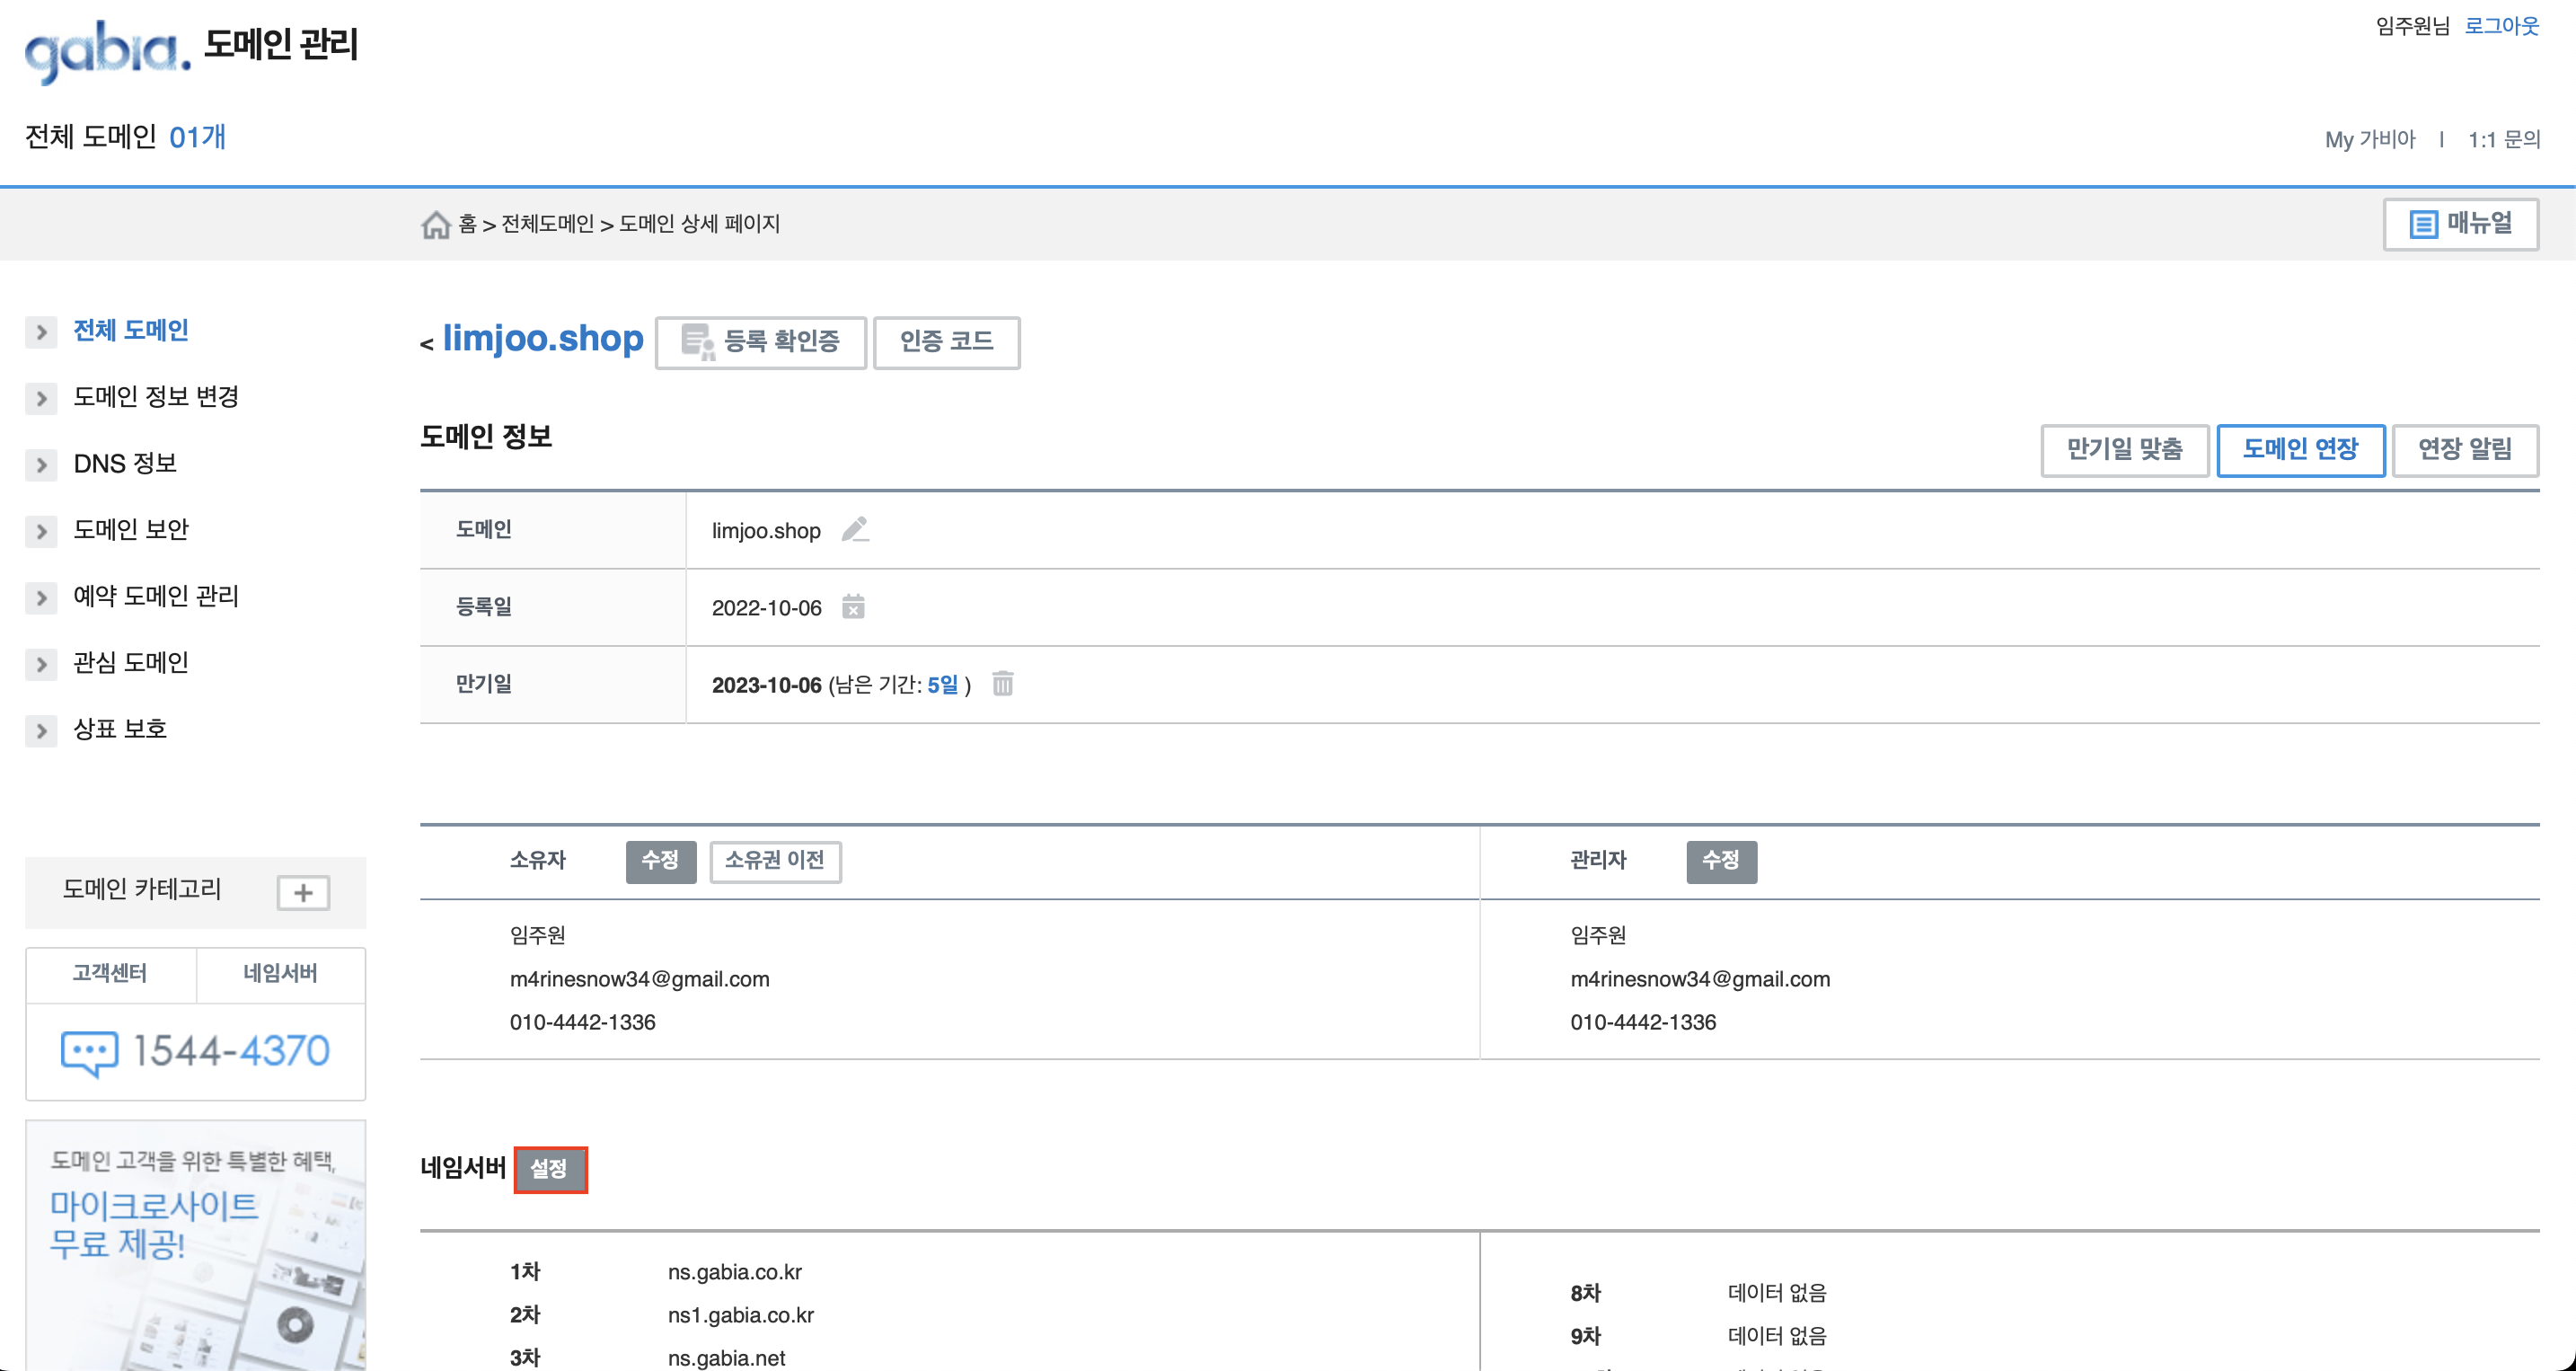 gabia. 도메인 관리
임주원님 로그아웃
전체 도메인 01개
My 가비아 | 1:1 문의
홈 > 전체도메인 > 도메인 상세 페이지
매뉴얼
전체 도메인
도메인 정보 변경
DNS 정보
도메인 보안
예약 도메인 관리
관심 도메인
상표 보호
도메인 카테고리 +
고객센터 네임서버
1544-4370
도메인 고객을 위한 특별한 혜택,
마이크로사이트
무료 제공!
< limjoo.shop 등록 확인증 인증 코드
도메인 정보
만기일 맞춤 도메인 연장 연장 알림
도메인 limjoo.shop
등록일 2022-10-06
만기일 2023-10-06 (남은 기간: 5일 )
소유자 수정 소유권 이전
임주원
m4rinesnow34@gmail.com
010-4442-1336
관리자 수정
임주원
m4rinesnow34@gmail.com
010-4442-1336
네임서버 설정
1차 ns.gabia.co.kr
2차 ns1.gabia.co.kr
3차 ns.gabia.net
8차 데이터 없음
9차 데이터 없음